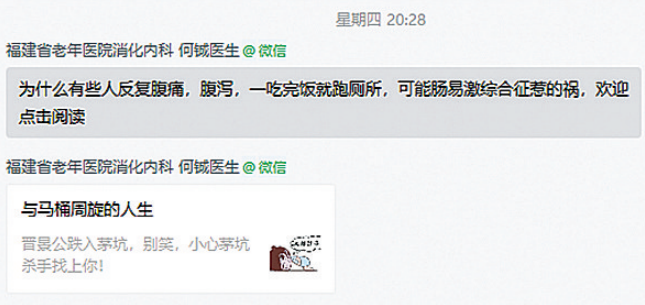 星期四 20:28
福建省老年医院消化内科 何铖医生@微信
为什么有些人反复腹痛，腹泻，一吃完饭就跑厕所，可能肠易激综合征惹的祸，欢迎
点击阅读
福建省老年医院消化内科 何铖医生@微信
与马桶周旋的人生
晋景公跌入茅坑，别笑，小心茅坑
杀手找上你!